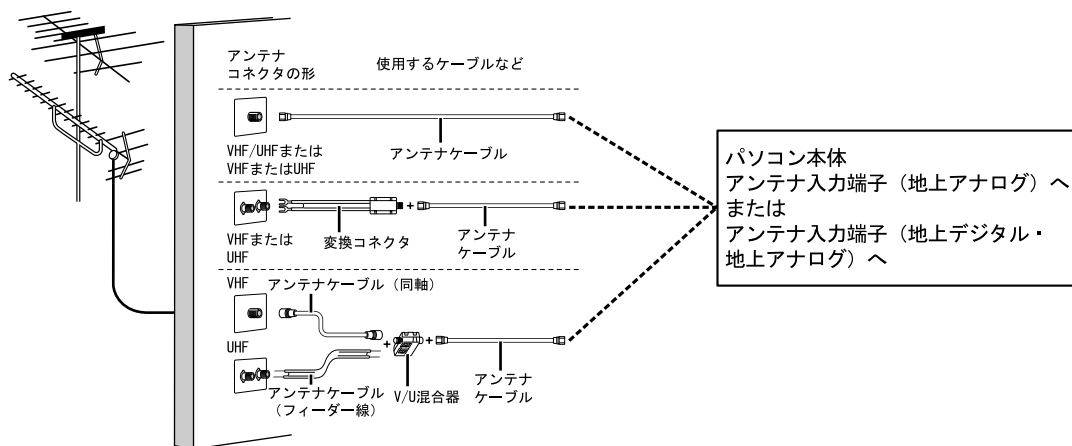 アンテナ
コネクタの形
使用するケーブルなど
VHF/UHFまたは
VHFまたはUHF
アンテナケーブル
VHFまたは
UHF
変換コネクタ
+
アンテナ
ケーブル
VHF
アンテナケーブル（同軸）
UHF
アンテナケーブル
（フィーダー線）
+
V/U混合器
+
アンテナ
ケーブル
パソコン本体
アンテナ入力端子（地上アナログ）へ
または
アンテナ入力端子（地上デジタル・
地上アナログ）へ